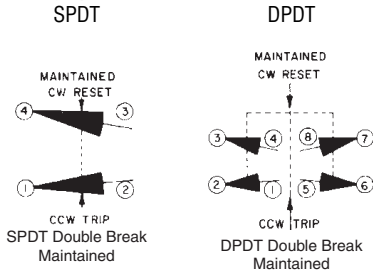 SPDT
DPDT
MAINTAINED
CW RESET
4
3
1
2
CCW TRIP
SPDT Double Break
Maintained
MAINTAINED
CW RESET
3
4
8
7
2
1
5
6
CCW TRIP
DPDT Double Break
Maintained